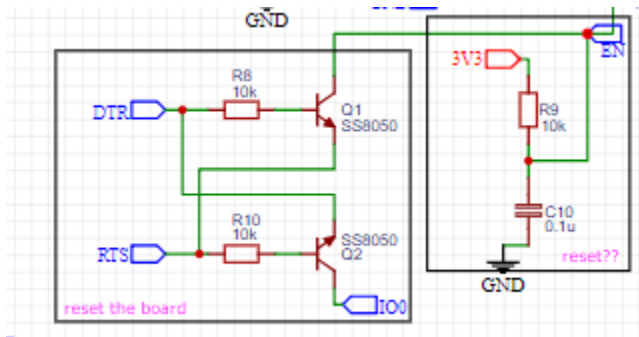 GND
R8
10k
DTR
Q1
SS8050
R10
10k
RTS
SS8050
Q2
IO0
reset the board
3V3
EN
R9
10k
C10
0.1u
GND
reset??